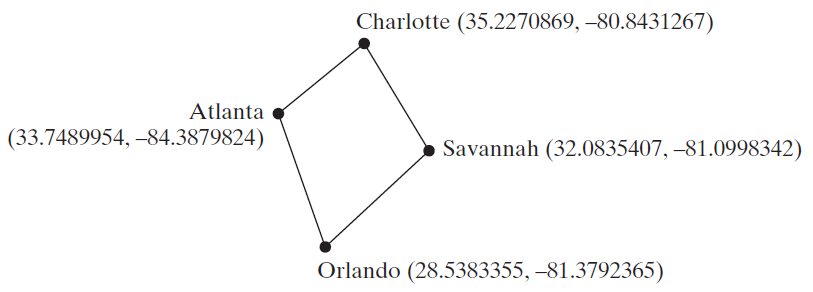 Charlotte (35.2270869, –80.8431267)
Atlanta
(33.7489954, –84.3879824)
Savannah (32.0835407, –81.0998342)
Orlando (28.5383355, –81.3792365)